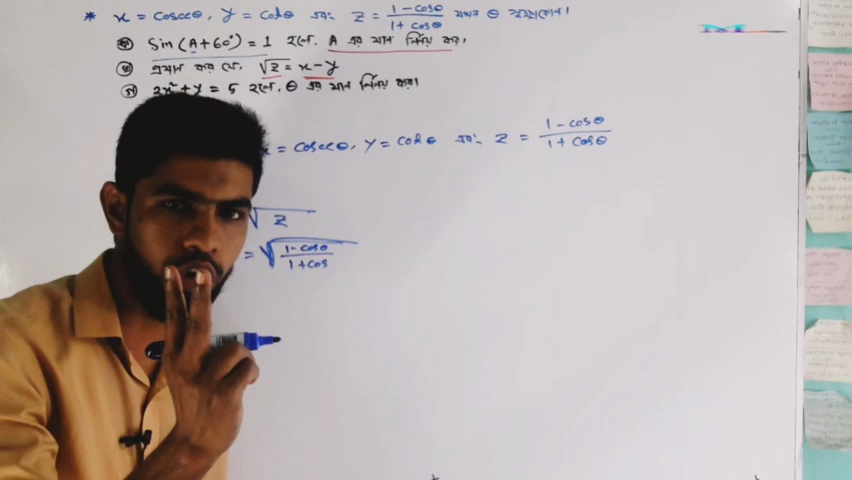 * x = cosecθ, y = cotθ এবং z = 1-cosθ / 1+cosθ যখন θ সূক্ষ্মকোণ।
ক) Sin(A+60°) = 1 হলে, A এর মান নির্ণয় কর।
খ) প্রমাণ কর যে, √z = x-y
গ) 2x²+y = 5 হলে, θ এর মান নির্ণয় কর।
x = cosecθ, y = cotθ এবং z = 1-cosθ / 1+cosθ
√z
= √1-cosθ / 1+cos